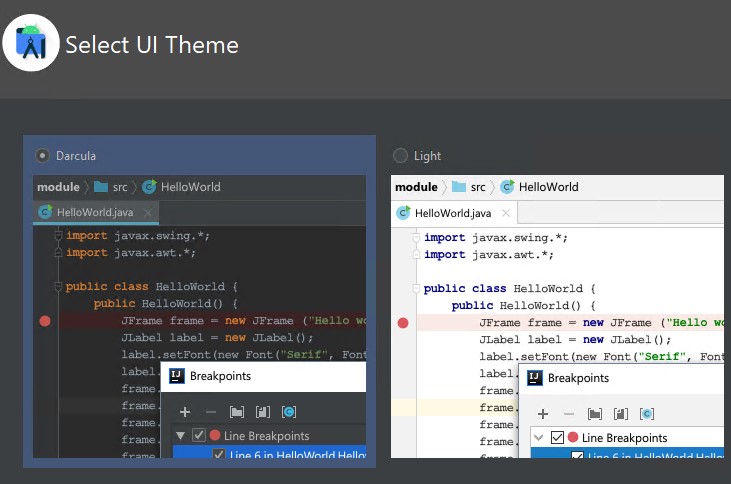 Select UI Theme
Darcula
module src HelloWorld
HelloWorld.java
import javax.swing.*;
import javax.awt.*;
public class HelloWorld {
public HelloWorld() {
JFrame frame = new JFrame ("Hello wo
JLabel label = new JLabel();
label.setFont(new Font("Serif", Font
label.
frame.
frame.
frame.
frame.
frame.
IJ Breakpoints
Line Breakpoints
Line 6 in HelloWorld.Hello
Light
module src HelloWorld
HelloWorld.java
import javax.swing.*;
import javax.awt.*;
public class HelloWorld {
public HelloWorld() {
JFrame frame = new JFrame ("Hello wo
JLabel label = new JLabel();
label.setFont(new Font("Serif", Font
label.
frame.
frame.
frame.
frame.
frame.
IJ Breakpoints
Line Breakpoints
Line 6 in HelloWorld.Hello